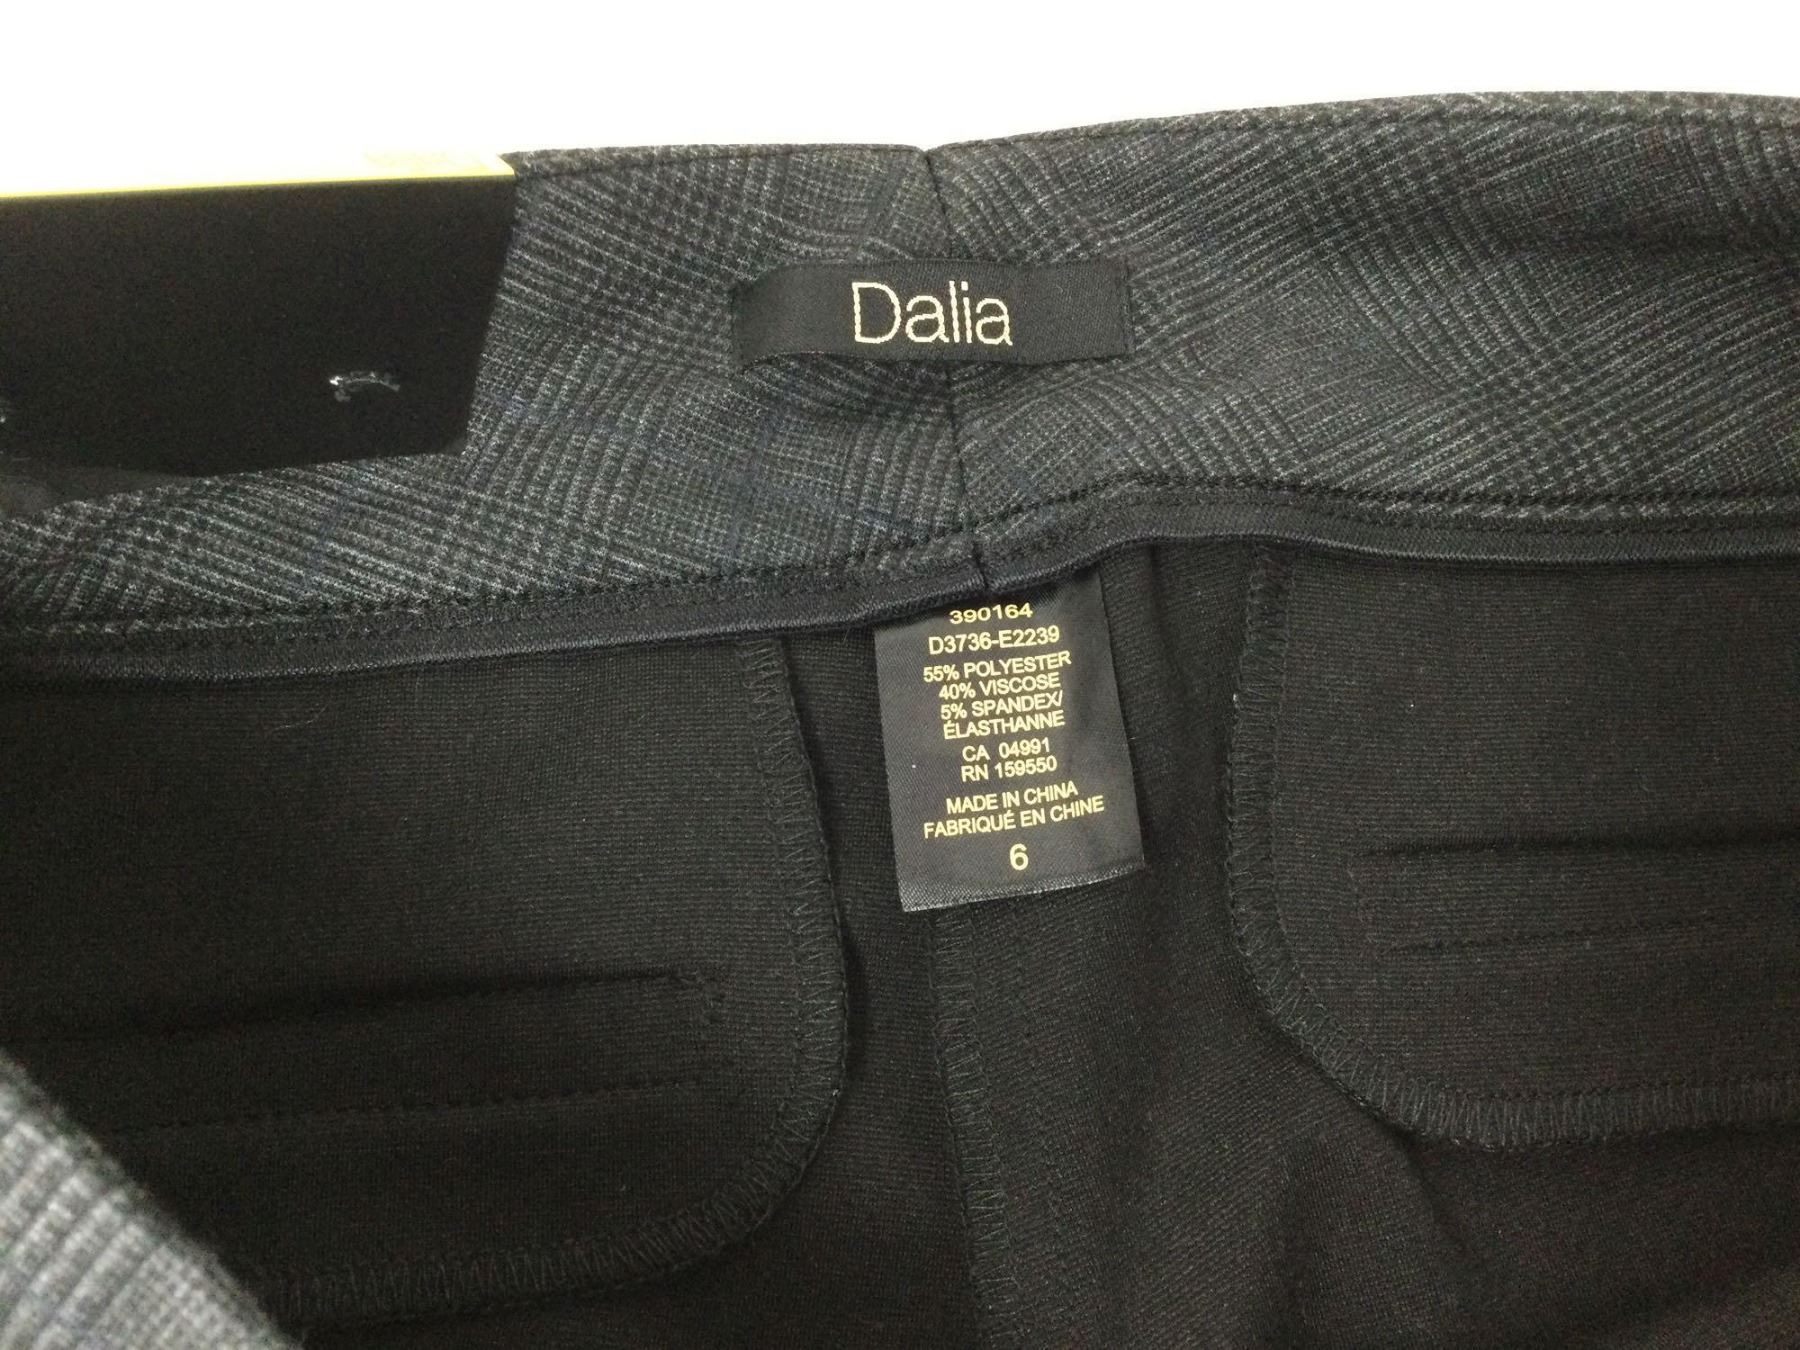 Dalia
390164
D3736-E2239
55% POLYESTER
40% VISCOSE
5% SPANDEX/
ÉLASTHANNE
CA 04991
RN 159550
MADE IN CHINA
FABRIQUÉ EN CHINE
6